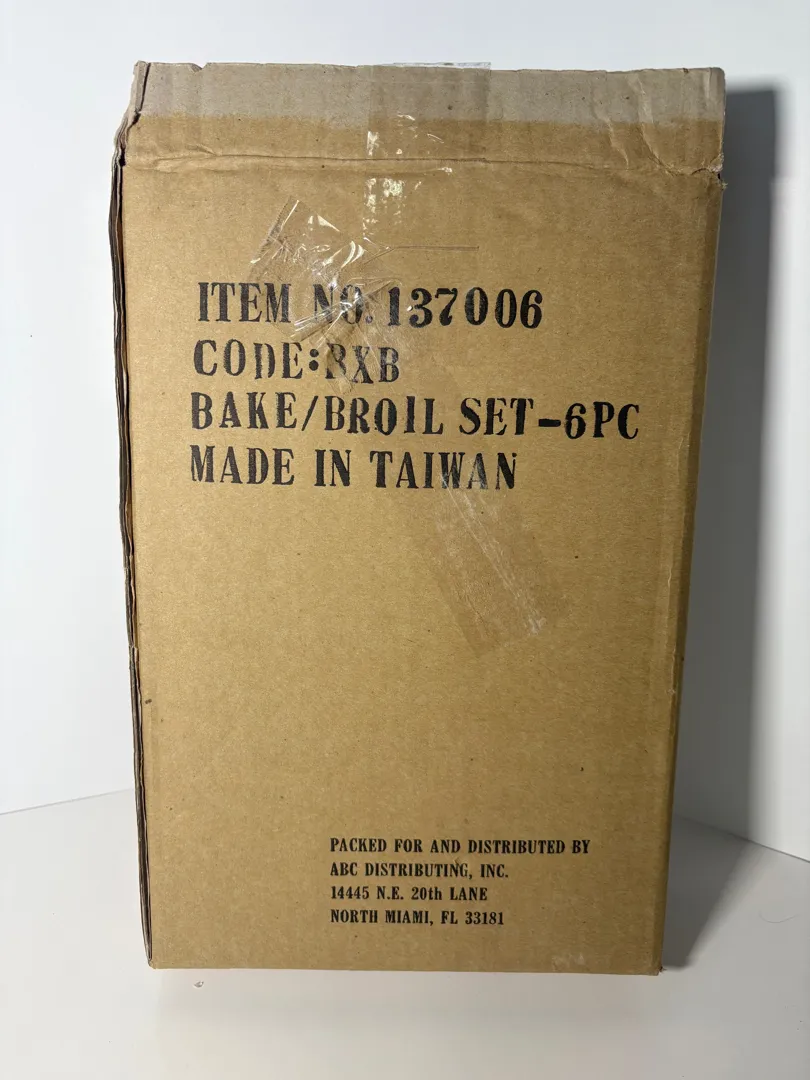 ITEM NO. 137006
CODE:BXB
BAKE/BROIL SET-6PC
MADE IN TAIWAN
PACKED FOR AND DISTRIBUTED BY
ABC DISTRIBUTING, INC.
14445 N.E. 20th LANE
NORTH MIAMI, FL 33181